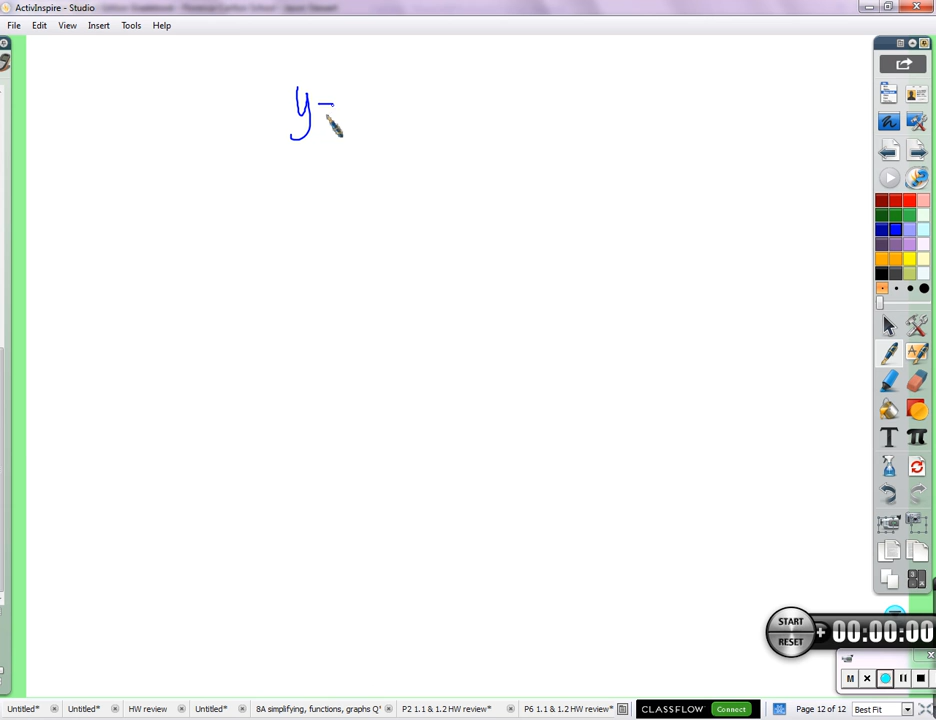 ActivInspire - Studio
File Edit View Insert Tools Help
y-
START
RESET
00:00:00
M
Untitled* Untitled* HW review Untitled* 8A simplifying, functions, graphs Q* P2 1.1 & 1.2 HW review* P6 1.1 & 1.2 HW review* CLASSFLOW Connect Page 12 of 12 Best Fit